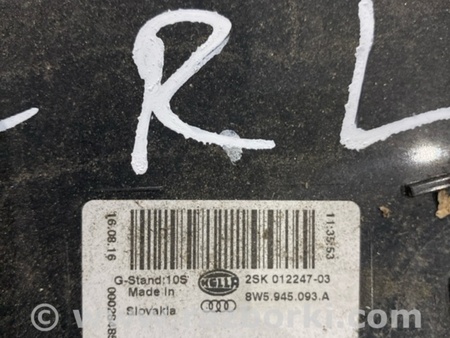 R L
16.08.16
11:35:53
G-Stand:10S
HELLA
2SK 012247-03
Made In
8W5.945.093.A
Slovakia